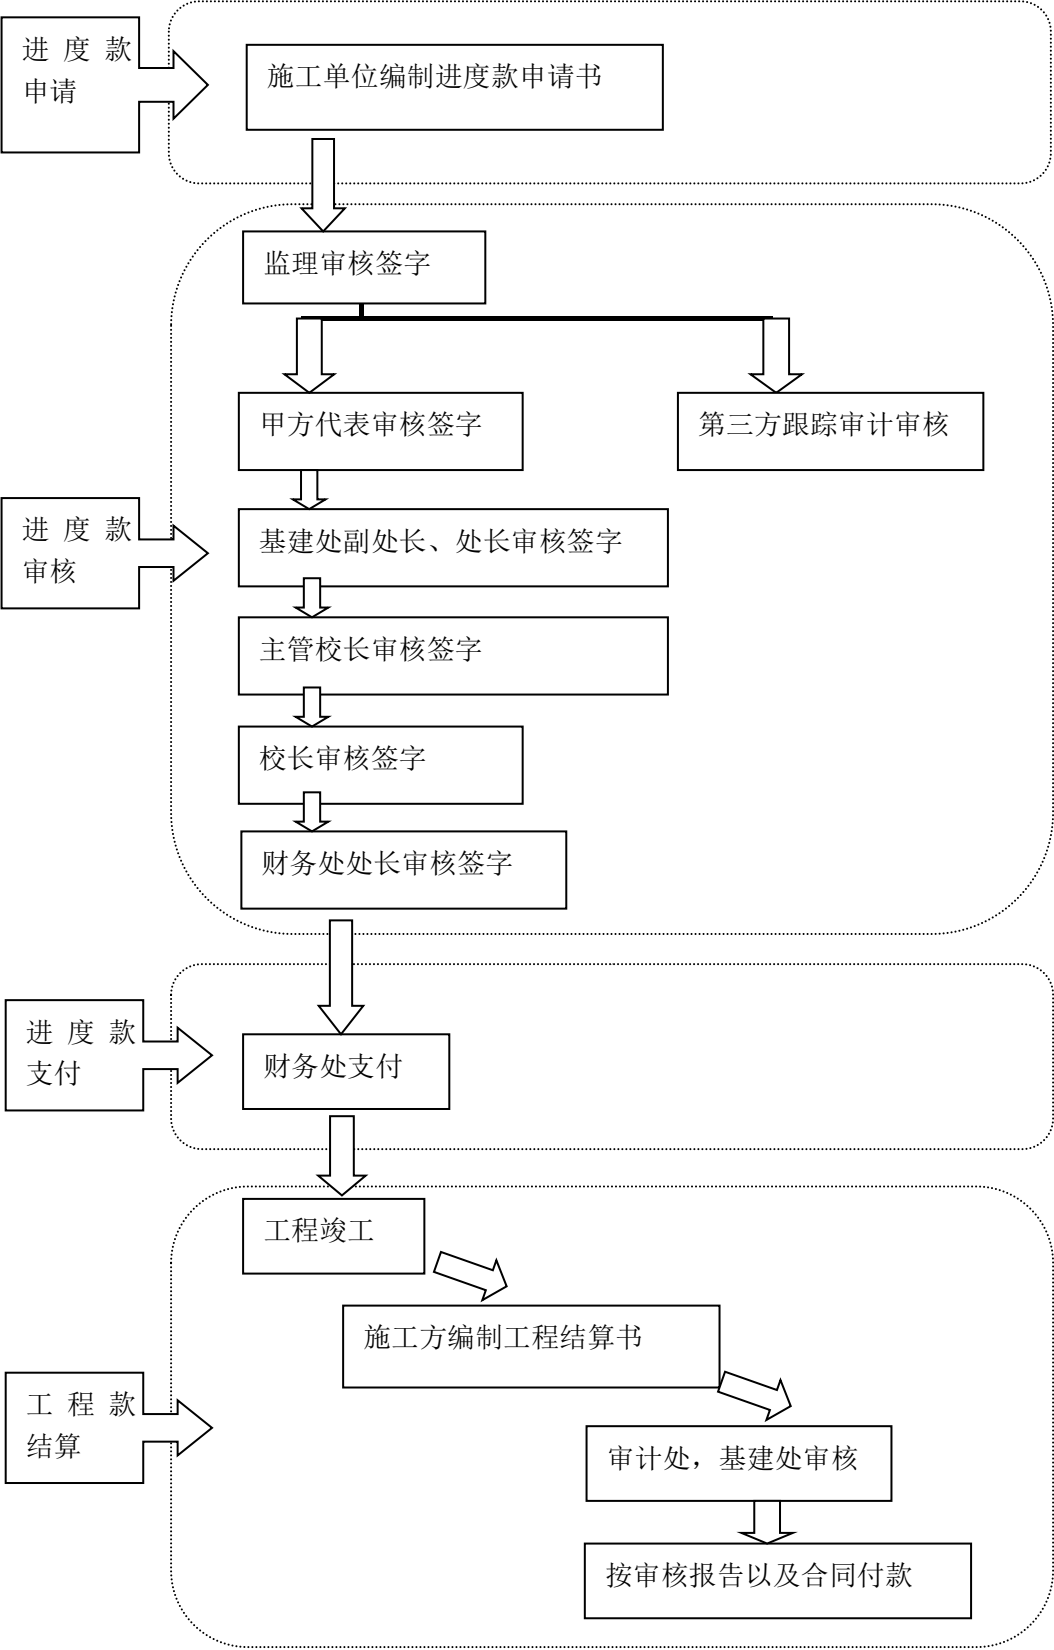 进度款
申请
施工单位编制进度款申请书
监理审核签字
甲方代表审核签字
第三方跟踪审计审核
进度款
审核
基建处副处长、处长审核签字
主管校长审核签字
校长审核签字
财务处处长审核签字
进度款
支付
财务处支付
工程竣工
施工方编制工程结算书
工程款
结算
审计处，基建处审核
按审核报告以及合同付款